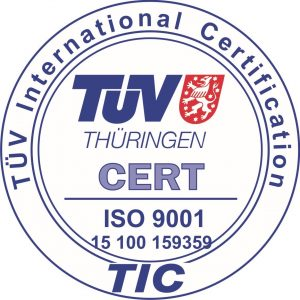 TÜV International Certification
TÜV
THÜRINGEN
CERT
ISO 9001
15 100 159359
TIC